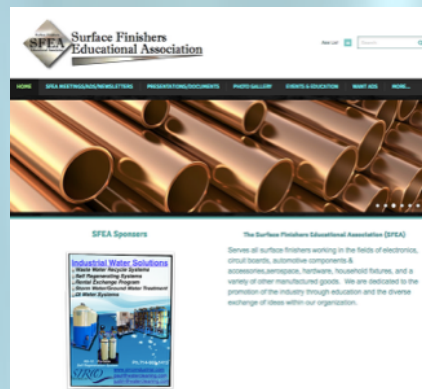 SFEA
Surface Finishers
Educational Association
Search
HOME
SFEA MEETINGS/ADS/NEWSLETTERS
PRESENTATIONS/DOCUMENTS
PHOTO GALLERY
EVENTS & EDUCATION
WANT ADS
MORE...
SFEA Sponsors
Industrial Water Solutions
Waste Water Recycle Systems
Self Regenerating Systems
Rental Exchange Program
Storm Water/Ground Water Treatment
DI Water Systems
The Surface Finishers Educational Association (SFEA)
Serves all surface finishers working in the fields of electronics,
circuit boards, automotive components &
accessories,aerospace, hardware, household fixtures, and a
variety of other manufactured goods. We are dedicated to the
promotion of the industry through education and the diverse
exchange of ideas within our organization.